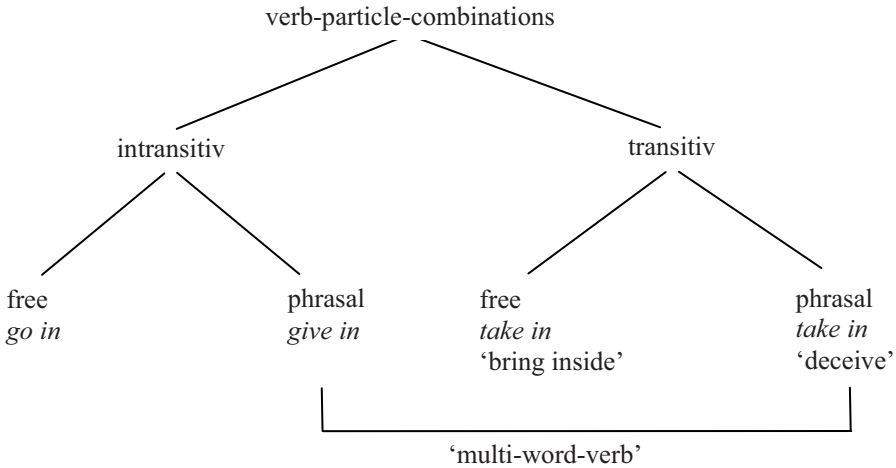 verb-particle-combinations
intransitiv transitiv
free phrasal free phrasal
go in give in take in take in
‘bring inside’ ‘deceive’
‘multi-word-verb’